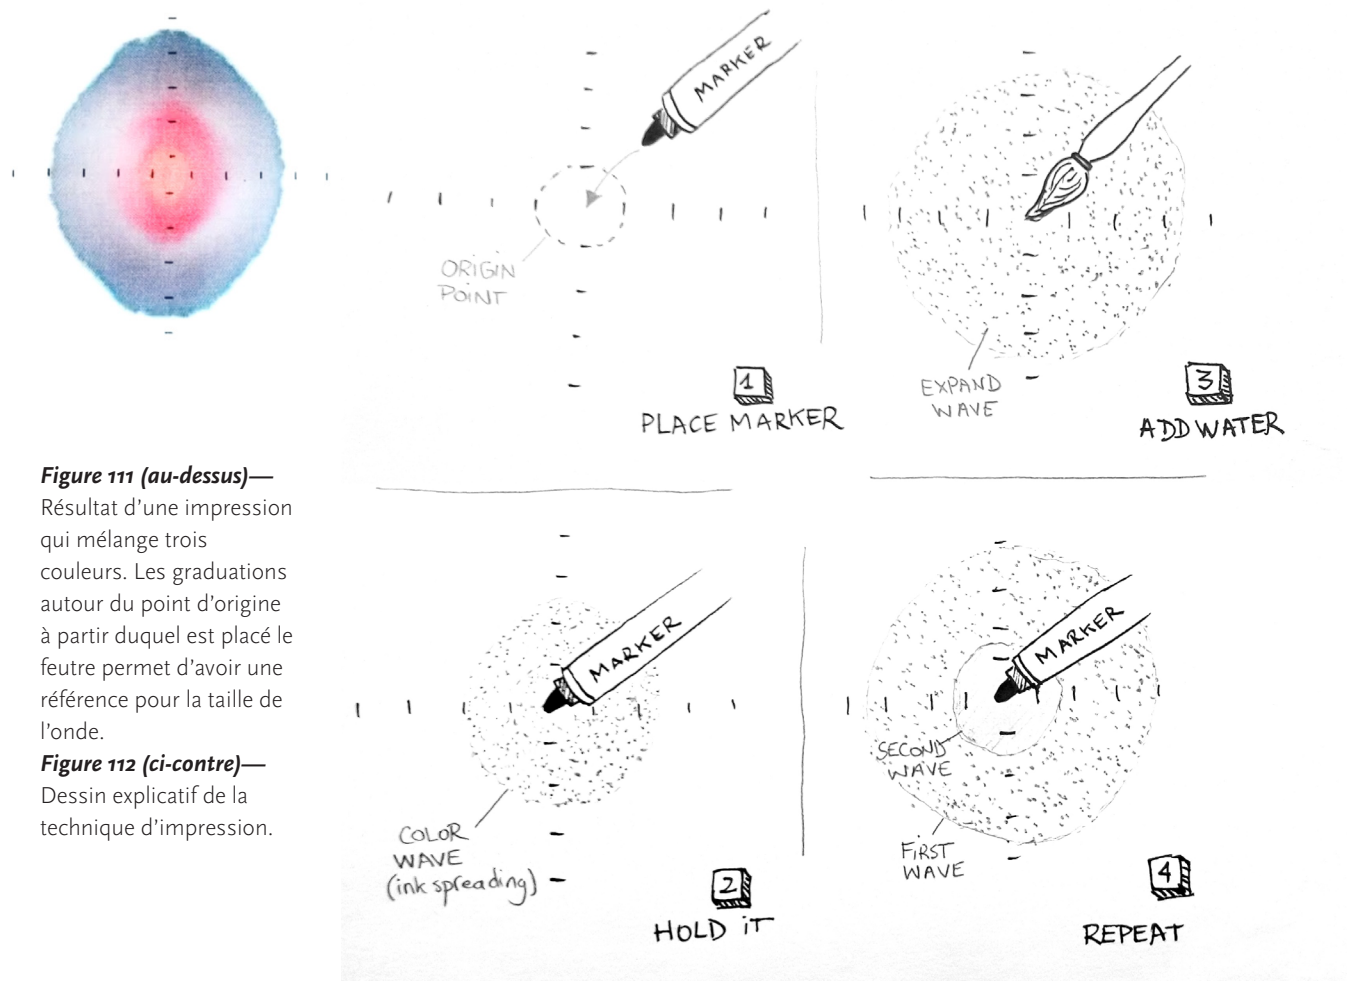 MARKER
ORIGIN
POINT
1
PLACE MARKER
EXPAND
WAVE
3
ADD WATER
Figure 111 (au-dessus)—
Résultat d’une impression
qui mélange trois
couleurs. Les graduations
autour du point d’origine
à partir duquel est placé le
feutre permet d’avoir une
référence pour la taille de
l’onde.
Figure 112 (ci-contre)—
Dessin explicatif de la
technique d’impression.
MARKER
COLOR
WAVE
(ink spreading)
2
HOLD iT
MARKER
SECOND
WAVE
FiRST
WAVE
4
REPEAT